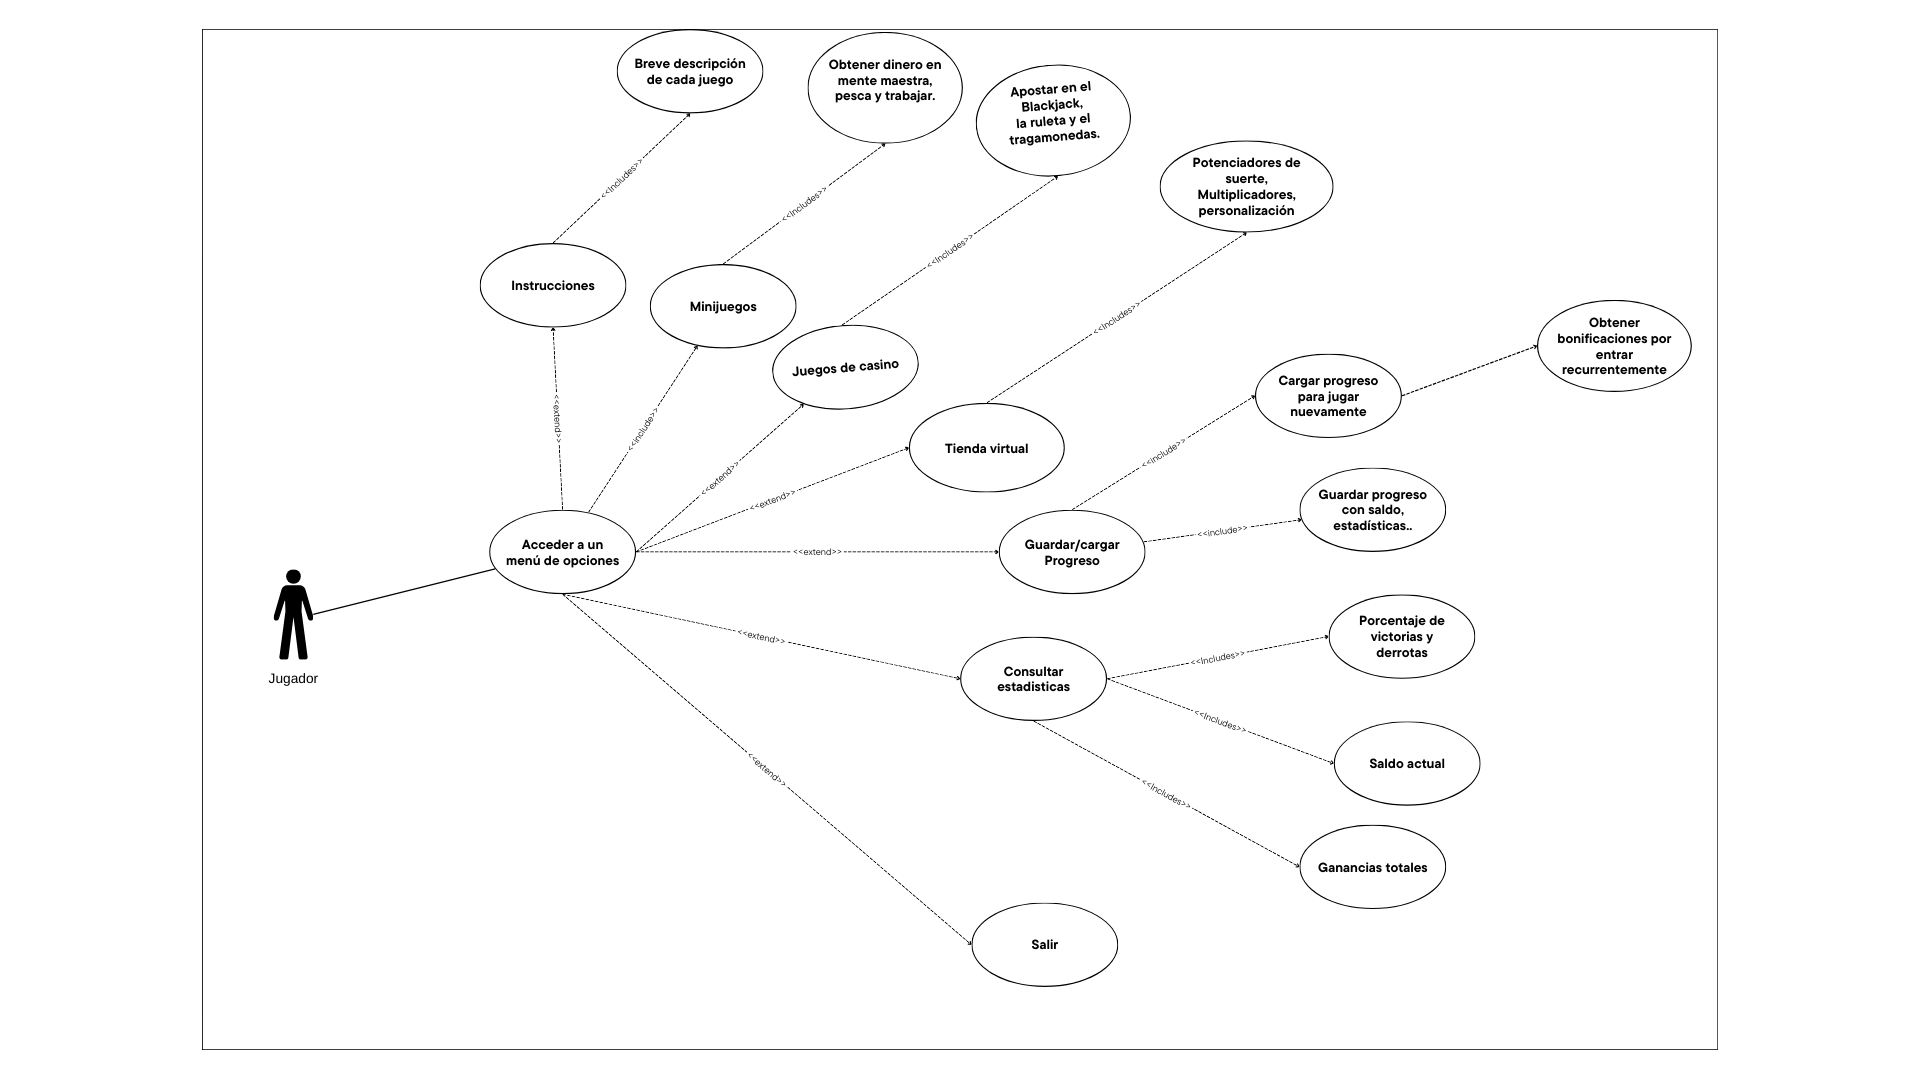 Breve descripción
de cada juego
Obtener dinero en
mente maestra,
pesca y trabajar.
Apostar en el
Blackjack,
la ruleta y el
tragamonedas.
Potenciadores de
suerte,
Multiplicadores,
personalización
<<Includes>>
<<Includes>>
<<Includes>>
<<Includes>>
Instrucciones
Minijuegos
Juegos de casino
Obtener
bonificaciones por
entrar
recurrentemente
Cargar progreso
para jugar
nuevamente
<<extend>>
<<include>>
<<extend>>
<<extend>>
Tienda virtual
<<include>>
Guardar progreso
con saldo,
estadísticas..
<<include>>
Acceder a un
menú de opciones
<<extend>>
Guardar/cargar
Progreso
Jugador
<<extend>>
Consultar
estadisticas
<<Includes>>
Porcentaje de
victorias y
derrotas
<<Includes>>
Saldo actual
<<extend>>
<<Includes>>
Ganancias totales
Salir